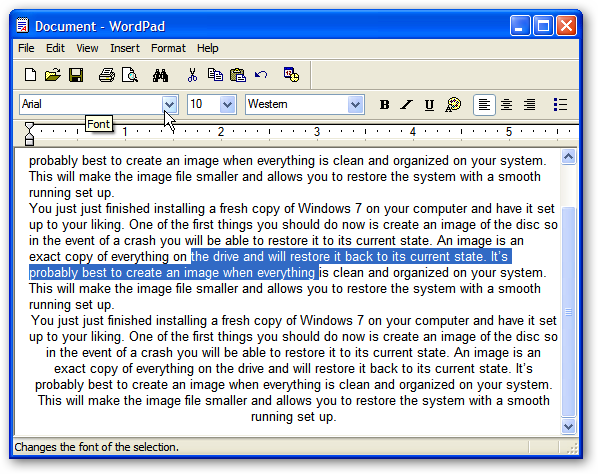 Document - WordPad
File Edit View Insert Format Help
Arial 10 Western B I U
Font
1 2 3 4 5
probably best to create an image when everything is clean and organized on your system.
This will make the image file smaller and allows you to restore the system with a smooth
running set up.
You just just finished installing a fresh copy of Windows 7 on your computer and have it set
up to your liking. One of the first things you should do now is create an image of the disc so
in the event of a crash you will be able to restore it to its current state. An image is an
exact copy of everything on the drive and will restore it back to its current state. It's
probably best to create an image when everything is clean and organized on your system.
This will make the image file smaller and allows you to restore the system with a smooth
running set up.
You just just finished installing a fresh copy of Windows 7 on your computer and have it set
up to your liking. One of the first things you should do now is create an image of the disc so
in the event of a crash you will be able to restore it to its current state. An image is an
exact copy of everything on the drive and will restore it back to its current state. It's
probably best to create an image when everything is clean and organized on your system.
This will make the image file smaller and allows you to restore the system with a smooth
running set up.
Changes the font of the selection.